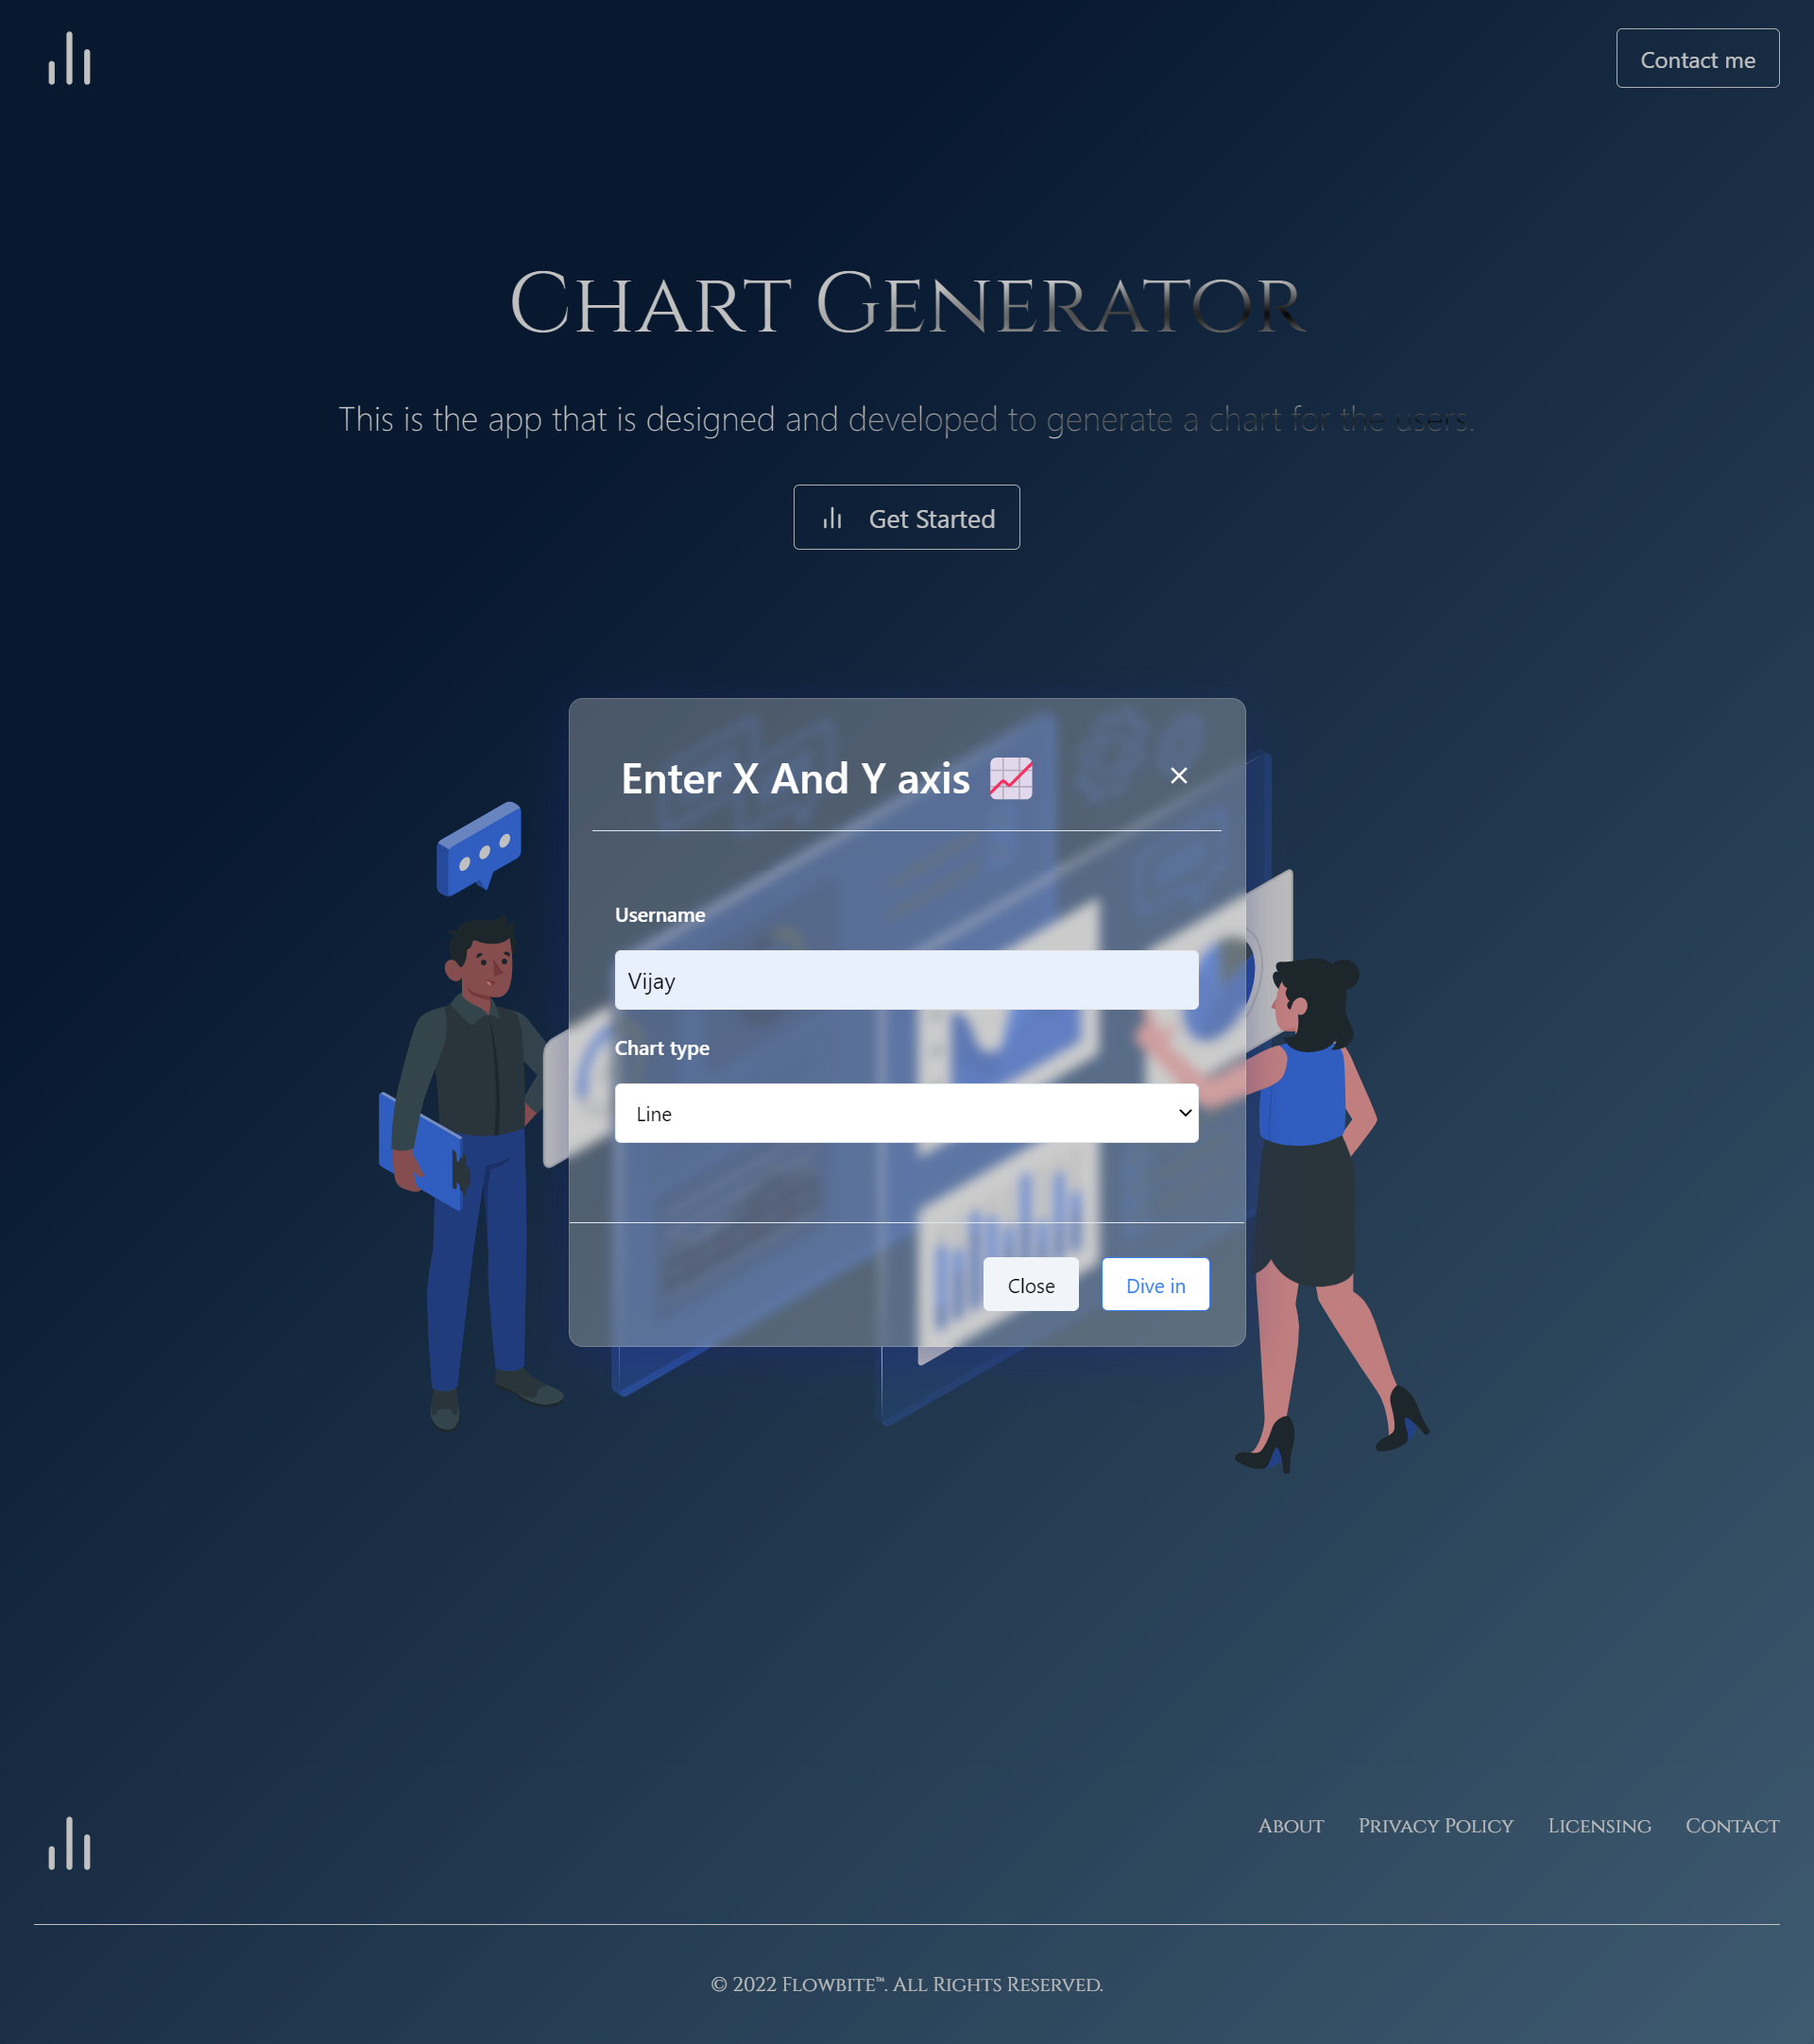 Contact me
Chart Generator
This is the app that is designed and developed to generate a chart for the users.
Get Started
Enter X And Y axis
Username
Vijay
Chart type
Line
Close Dive in
About Privacy Policy Licensing Contact
© 2022 Flowbite™. All Rights Reserved.